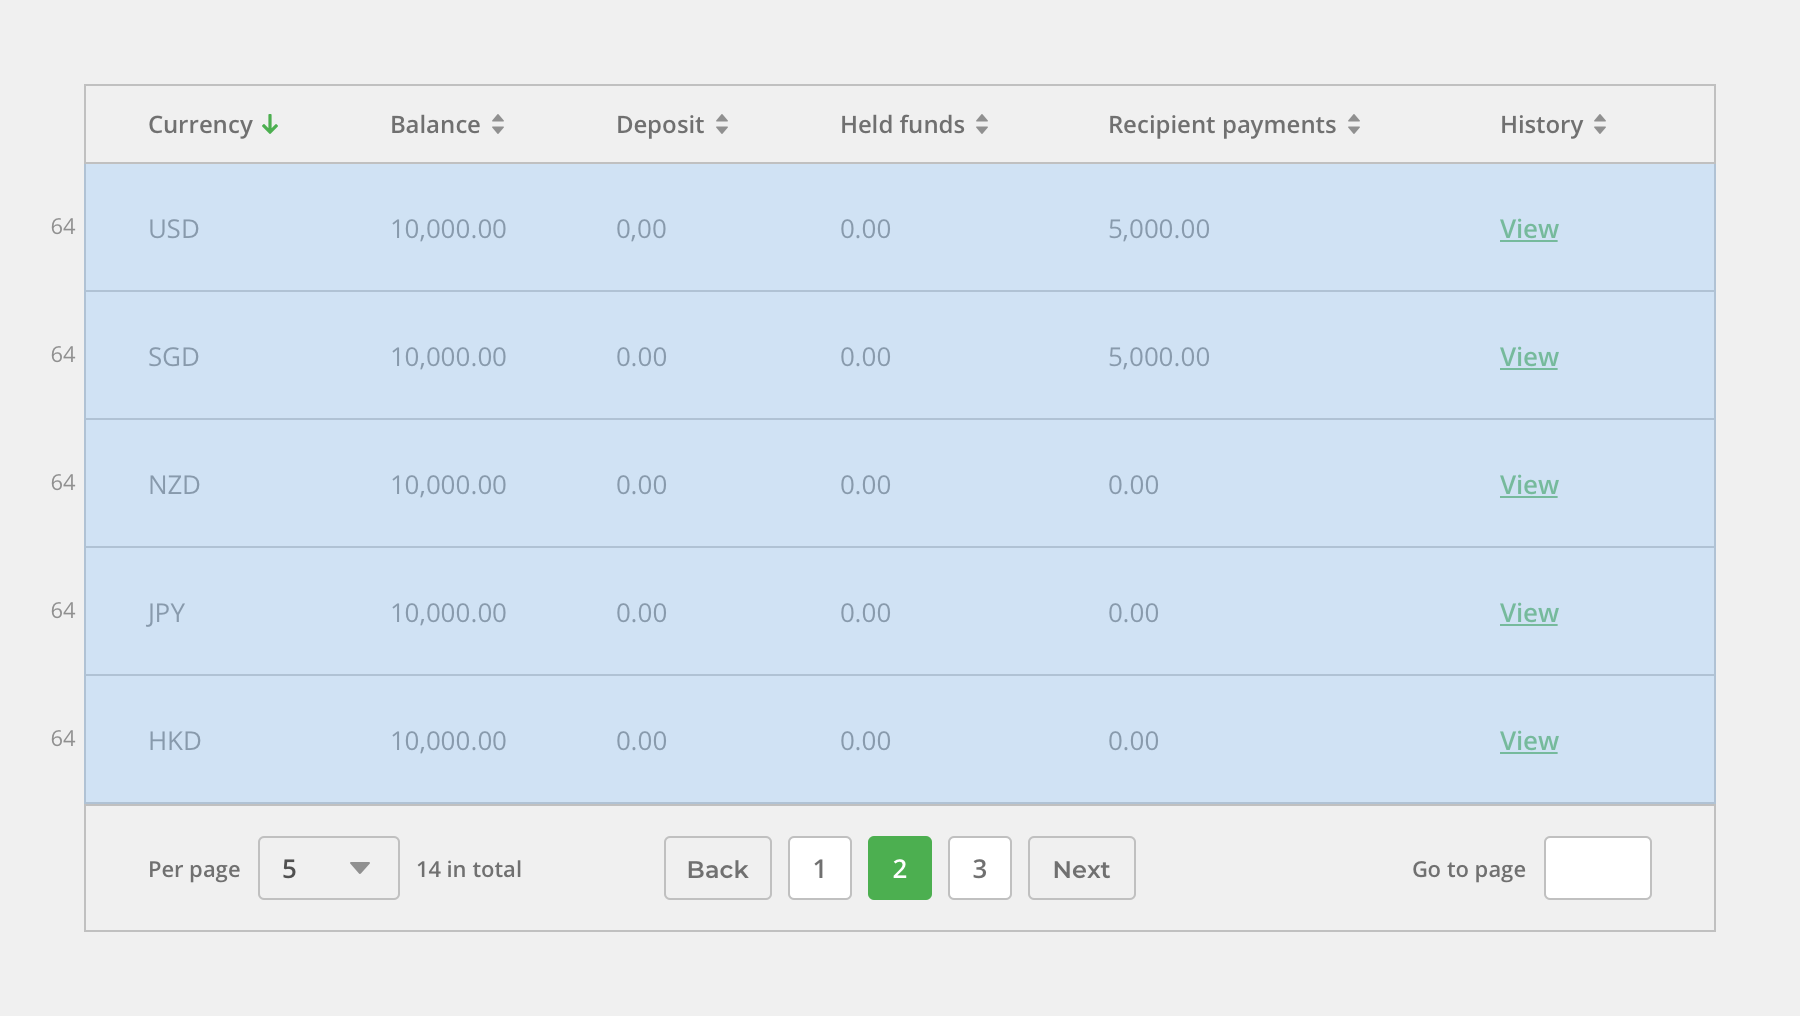 Currency Balance Deposit Held funds Recipient payments History
64 USD 10,000.00 0,00 0.00 5,000.00 View
64 SGD 10,000.00 0.00 0.00 5,000.00 View
64 NZD 10,000.00 0.00 0.00 0.00 View
64 JPY 10,000.00 0.00 0.00 0.00 View
64 HKD 10,000.00 0.00 0.00 0.00 View
Per page 5 14 in total Back 1 2 3 Next Go to page